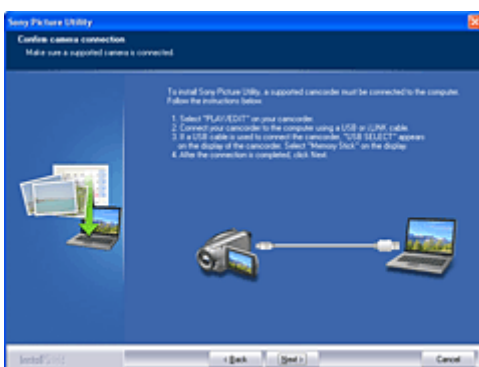 Sony Picture Utility
Confirm camera connection
Make sure a supported camera is connected.
To install Sony Picture Utility, a supported camcorder must be connected to the computer.
Follow the instructions below.
1. Select "PLAY/EDIT" on your camcorder.
2. Connect your camcorder to the computer using a USB or i.LINK cable.
3. If a USB cable is used to connect the camcorder, "USB SELECT" appears
on the display of the camcorder. Select "Memory Stick" on the display.
4. After the connection is completed, click Next.
< Back
Next >
Cancel